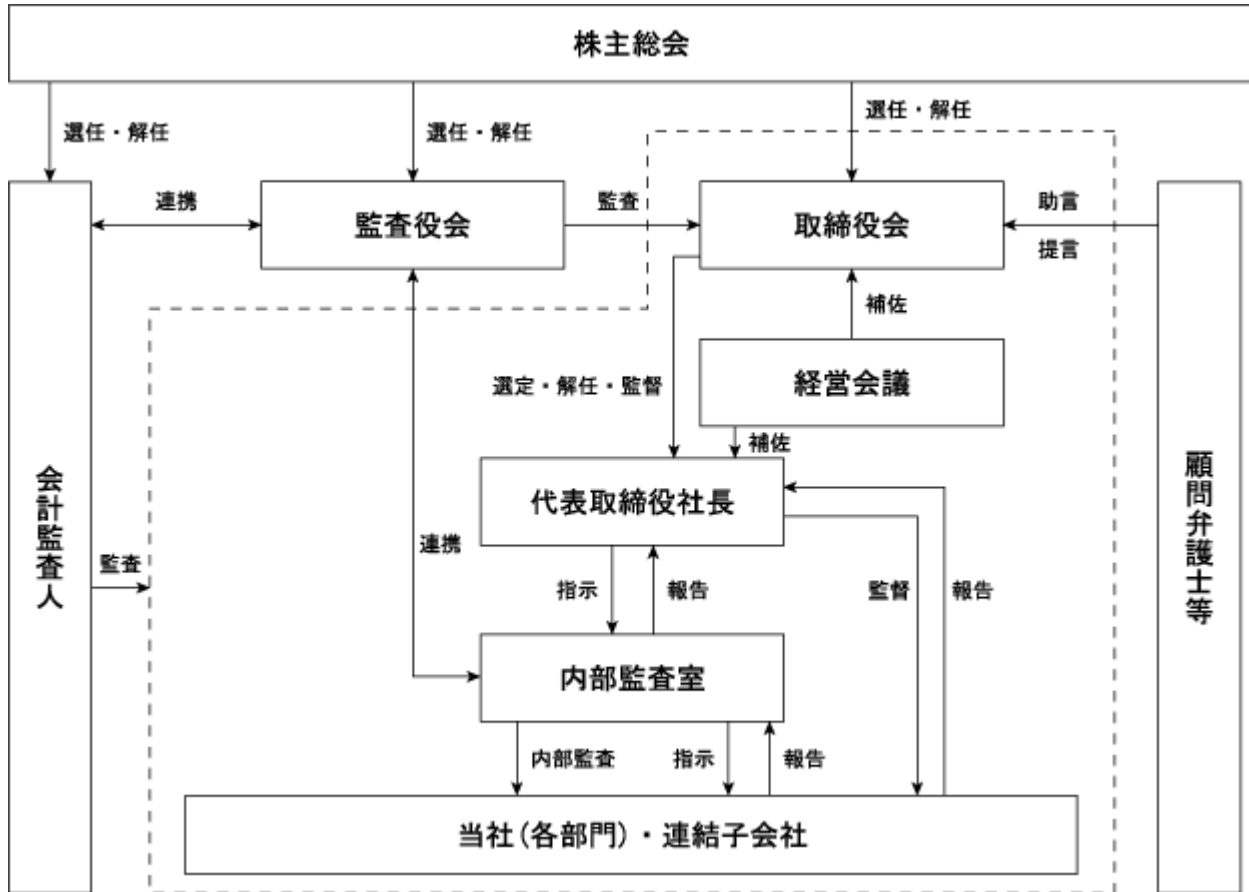 株主総会
選任・解任
選任・解任
選任・解任
連携
監査役会
監査
取締役会
助言
提言
補佐
選定・解任・監督
経営会議
補佐
代表取締役社長
会計監査人
監査
連携
指示
報告
監督
報告
顧問弁護士等
内部監査室
内部監査
指示
報告
当社(各部門)・連結子会社